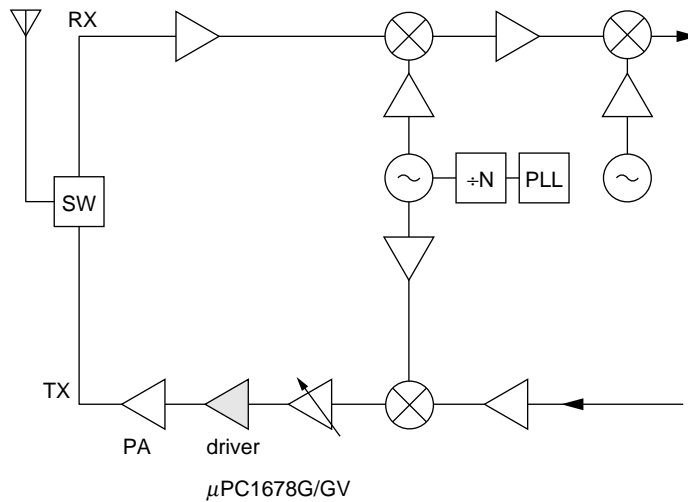 RX
SW
÷N
PLL
TX
PA
driver
μPC1678G/GV